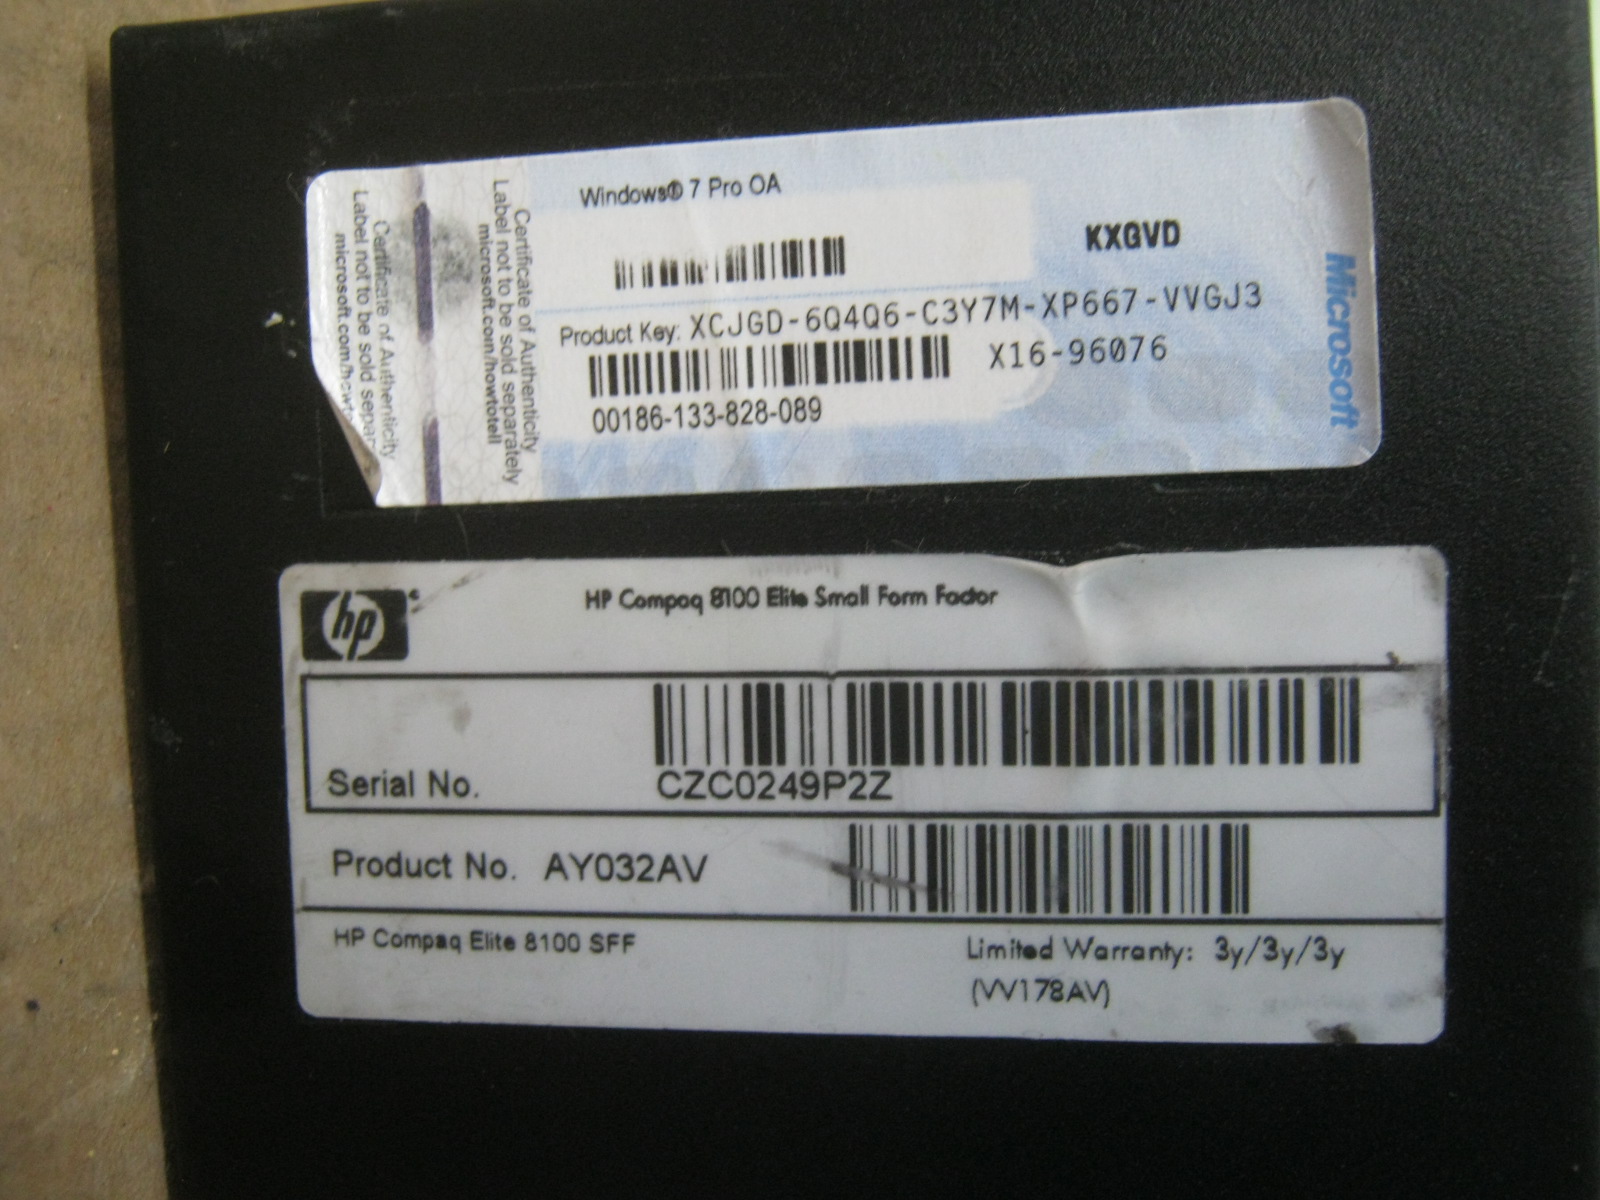 Certificate of Authenticity
Label not to be sold separ
microsoft.com/howt
Certificate of Authenticity
Label not to be sold separately
microsoft.com/howtotell
Windows® 7 Pro OA
KXGVD
Product Key: XCJGD-6Q4Q6-C3Y7M-XP667-VVGJ3
X16-96076
00186-133-828-089
Microsoft
hp
HP Compaq 8100 Elite Small Form Factor
Serial No. CZC0249P2Z
Product No. AY032AV
HP Compaq Elite 8100 SFF
Limited Warranty: 3y/3y/3y
(VV178AV)